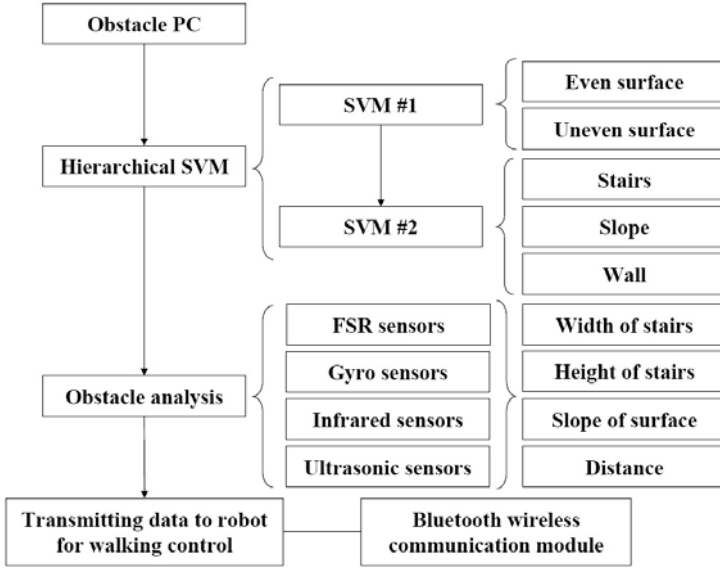 Obstacle PC
Hierarchical SVM
SVM #1
SVM #2
Even surface
Uneven surface
Stairs
Slope
Wall
Obstacle analysis
FSR sensors
Gyro sensors
Infrared sensors
Ultrasonic sensors
Width of stairs
Height of stairs
Slope of surface
Distance
Transmitting data to robot
for walking control
Bluetooth wireless
communication module